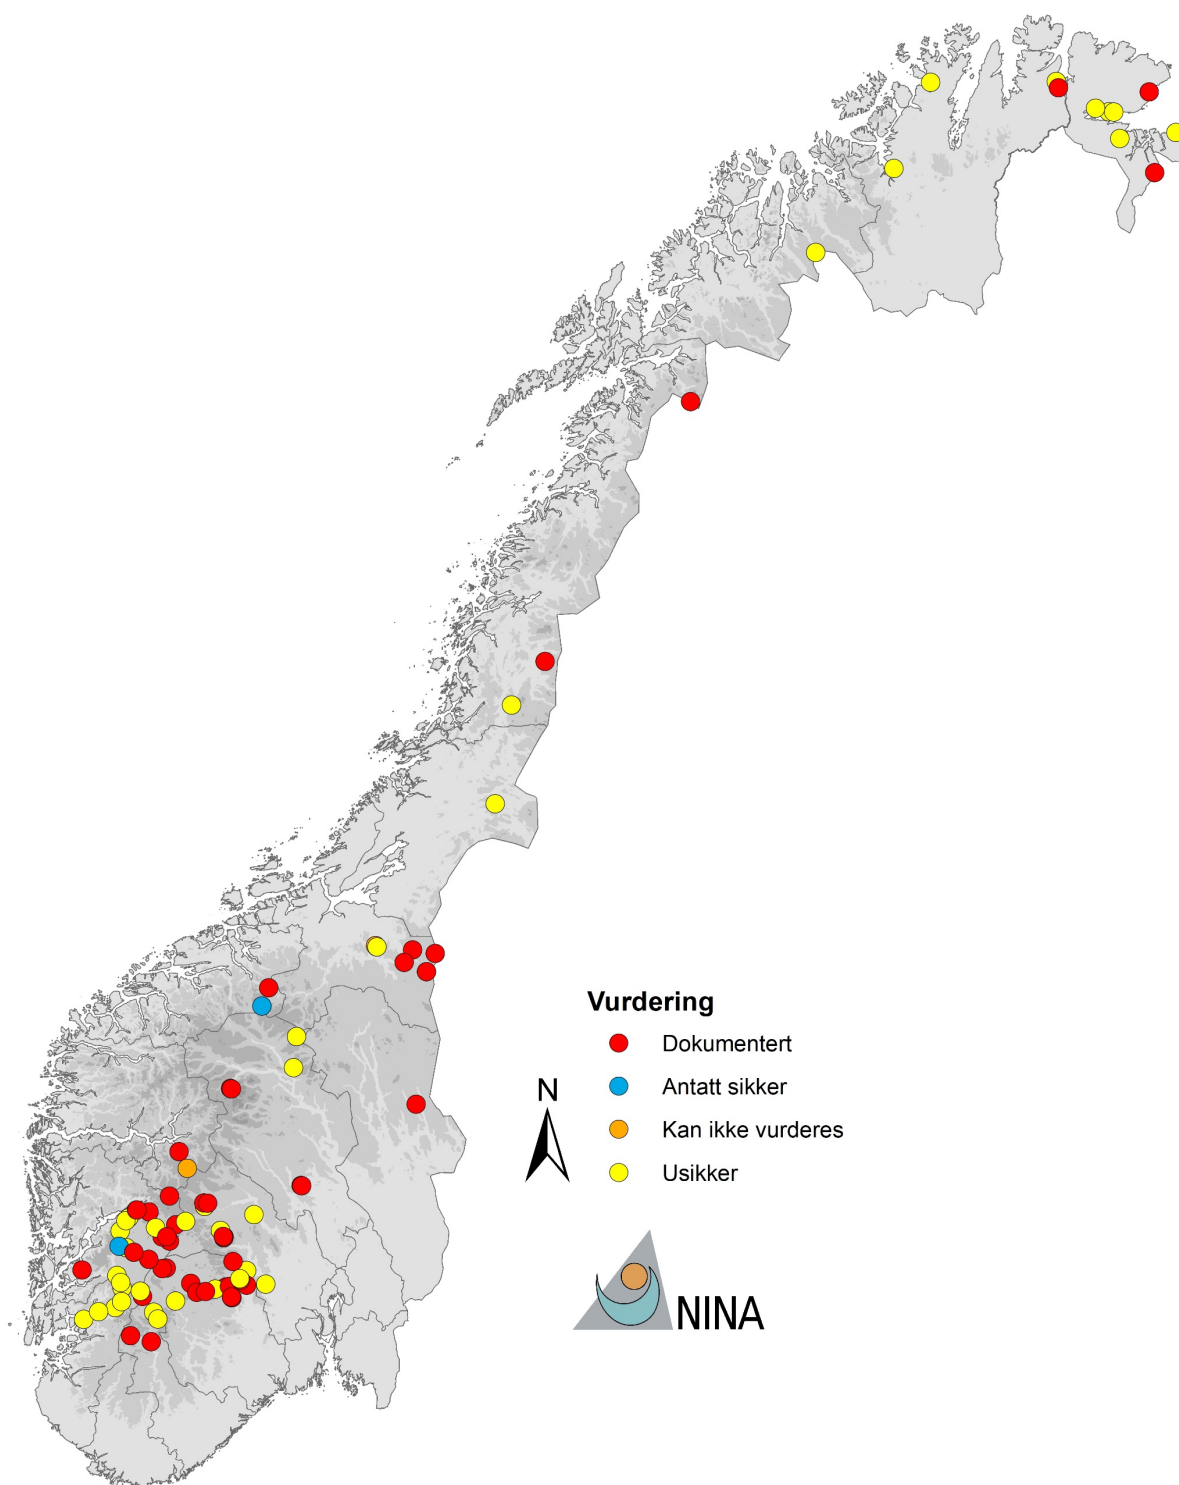 Vurdering
Dokumentert
Antatt sikker
Kan ikke vurderes
Usikker
N
NINA